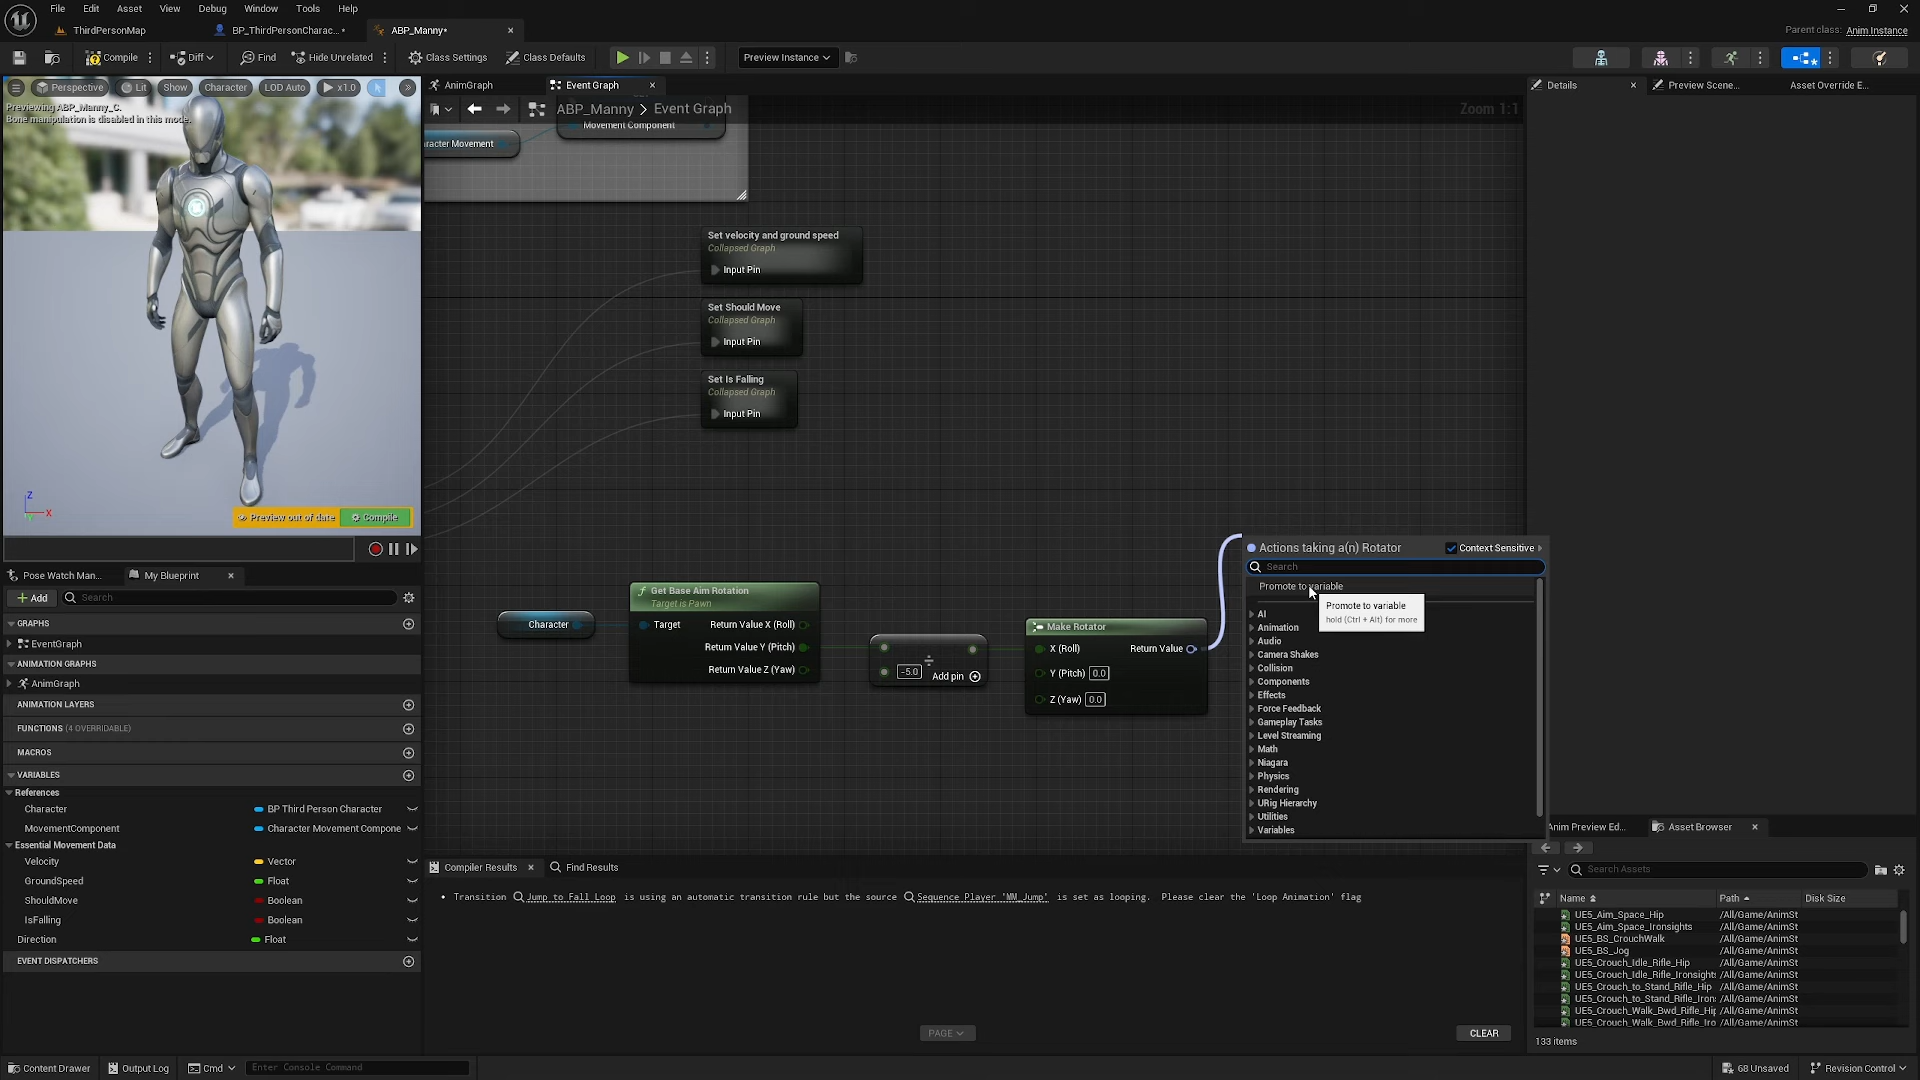 File Edit Asset View Debug Window Tools Help
ThirdPersonMap
BP_ThirdPersonCharac...•
ABP_Manny•
Parent class: Anim Instance
Compile
Diff
Find
Hide Unrelated
Class Settings
Class Defaults
Preview Instance
Perspective
Lit
Show
Character
LOD Auto
x1.0
Previewing ABP_Manny_C.
Bone manipulation is disabled in this mode.
Z
X
Preview out of date
Compile
AnimGraph
Event Graph
ABP_Manny > Event Graph
Zoom 1:1
Movement Component
aracter Movement
Set velocity and ground speed
Collapsed Graph
Input Pin
Set Should Move
Collapsed Graph
Input Pin
Set Is Falling
Collapsed Graph
Input Pin
Character
Get Base Aim Rotation
Target is Pawn
Target
Return Value X (Roll)
Return Value Y (Pitch)
Return Value Z (Yaw)
÷
-5.0
Add pin
Make Rotator
X (Roll)
Return Value
Y (Pitch) 0.0
Z (Yaw) 0.0
Actions taking a(n) Rotator
Context Sensitive
Search
Promote to variable
Promote to variable
hold (Ctrl + Alt) for more
AI
Animation
Audio
Camera Shakes
Collision
Components
Effects
Force Feedback
Gameplay Tasks
Level Streaming
Math
Niagara
Physics
Rendering
URig Hierarchy
Utilities
Variables
Pose Watch Man...
My Blueprint
Add
Search
GRAPHS
EventGraph
ANIMATION GRAPHS
AnimGraph
ANIMATION LAYERS
FUNCTIONS (4 OVERRIDABLE)
MACROS
VARIABLES
References
Character BP Third Person Character
MovementComponent Character Movement Compone
Essential Movement Data
Velocity Vector
GroundSpeed Float
ShouldMove Boolean
IsFalling Boolean
Direction Float
EVENT DISPATCHERS
Compiler Results
Find Results
• Transition Jump to Fall Loop is using an automatic transition rule but the source Sequence Player 'MM_Jump' is set as looping. Please clear the 'Loop Animation' flag
PAGE
CLEAR
Details
Preview Scene...
Asset Override E...
Anim Preview Ed...
Asset Browser
Search Assets
Name Path Disk Size
UE5_Aim_Space_Hip /All/Game/AnimSt
UE5_Aim_Space_Ironsights /All/Game/AnimSt
UE5_BS_CrouchWalk /All/Game/AnimSt
UE5_BS_Jog /All/Game/AnimSt
UE5_Crouch_Idle_Rifle_Hip /All/Game/AnimSt
UE5_Crouch_Idle_Rifle_Ironsights /All/Game/AnimSt
UE5_Crouch_to_Stand_Rifle_Hip /All/Game/AnimSt
UE5_Crouch_to_Stand_Rifle_Iron: /All/Game/AnimSt
UE5_Crouch_Walk_Bwd_Rifle_Hip /All/Game/AnimSt
UE5_Crouch_Walk_Bwd_Rifle_Iro /All/Game/AnimSt
133 items
Content Drawer
Output Log
Cmd
Enter Console Command
68 Unsaved
Revision Control